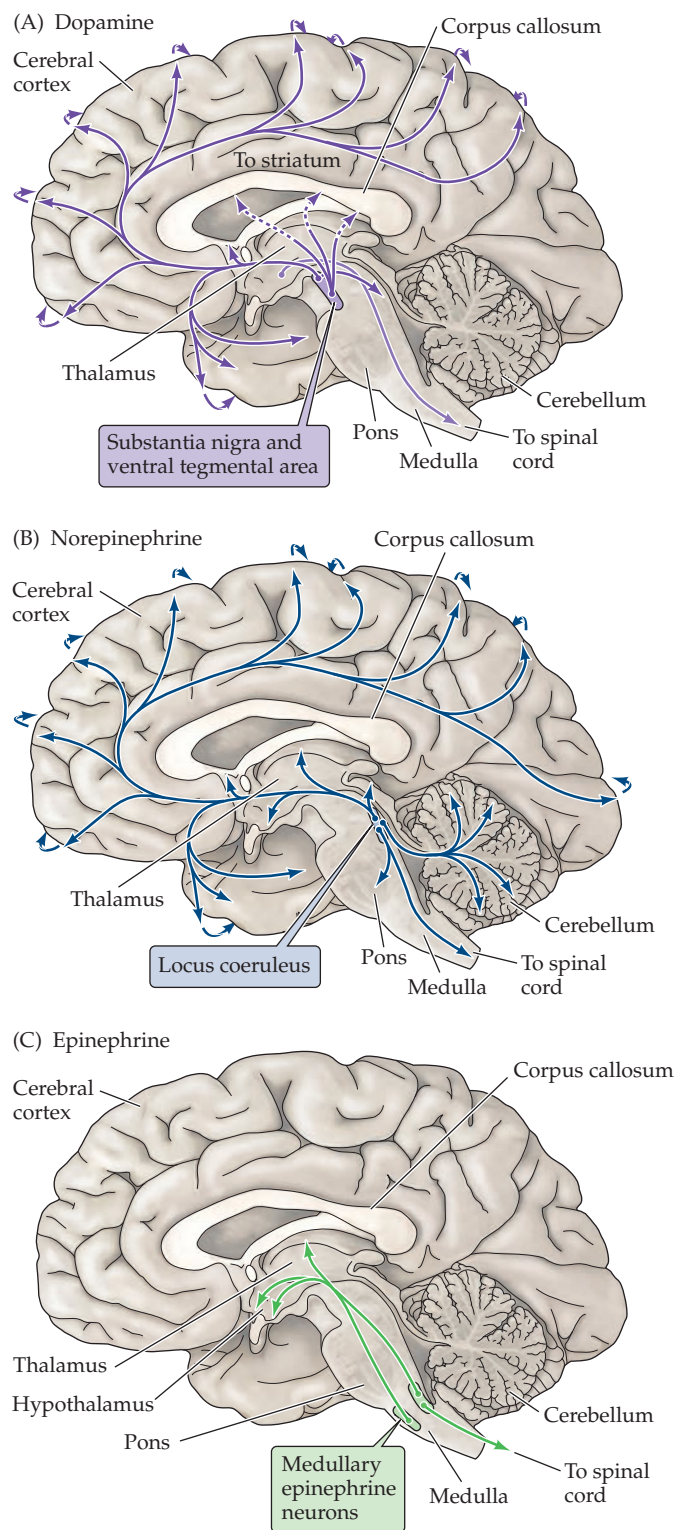 (A) Dopamine
Corpus callosum
Cerebral
cortex
To striatum
Thalamus
Cerebellum
Pons
To spinal
cord
Medulla
Substantia nigra and
ventral tegmental area
(B) Norepinephrine
Corpus callosum
Cerebral
cortex
Thalamus
Cerebellum
Locus coeruleus
Pons
To spinal
cord
Medulla
(C) Epinephrine
Corpus callosum
Cerebral
cortex
Thalamus
Hypothalamus
Cerebellum
Pons
Medullary
epinephrine
neurons
To spinal
cord
Medulla